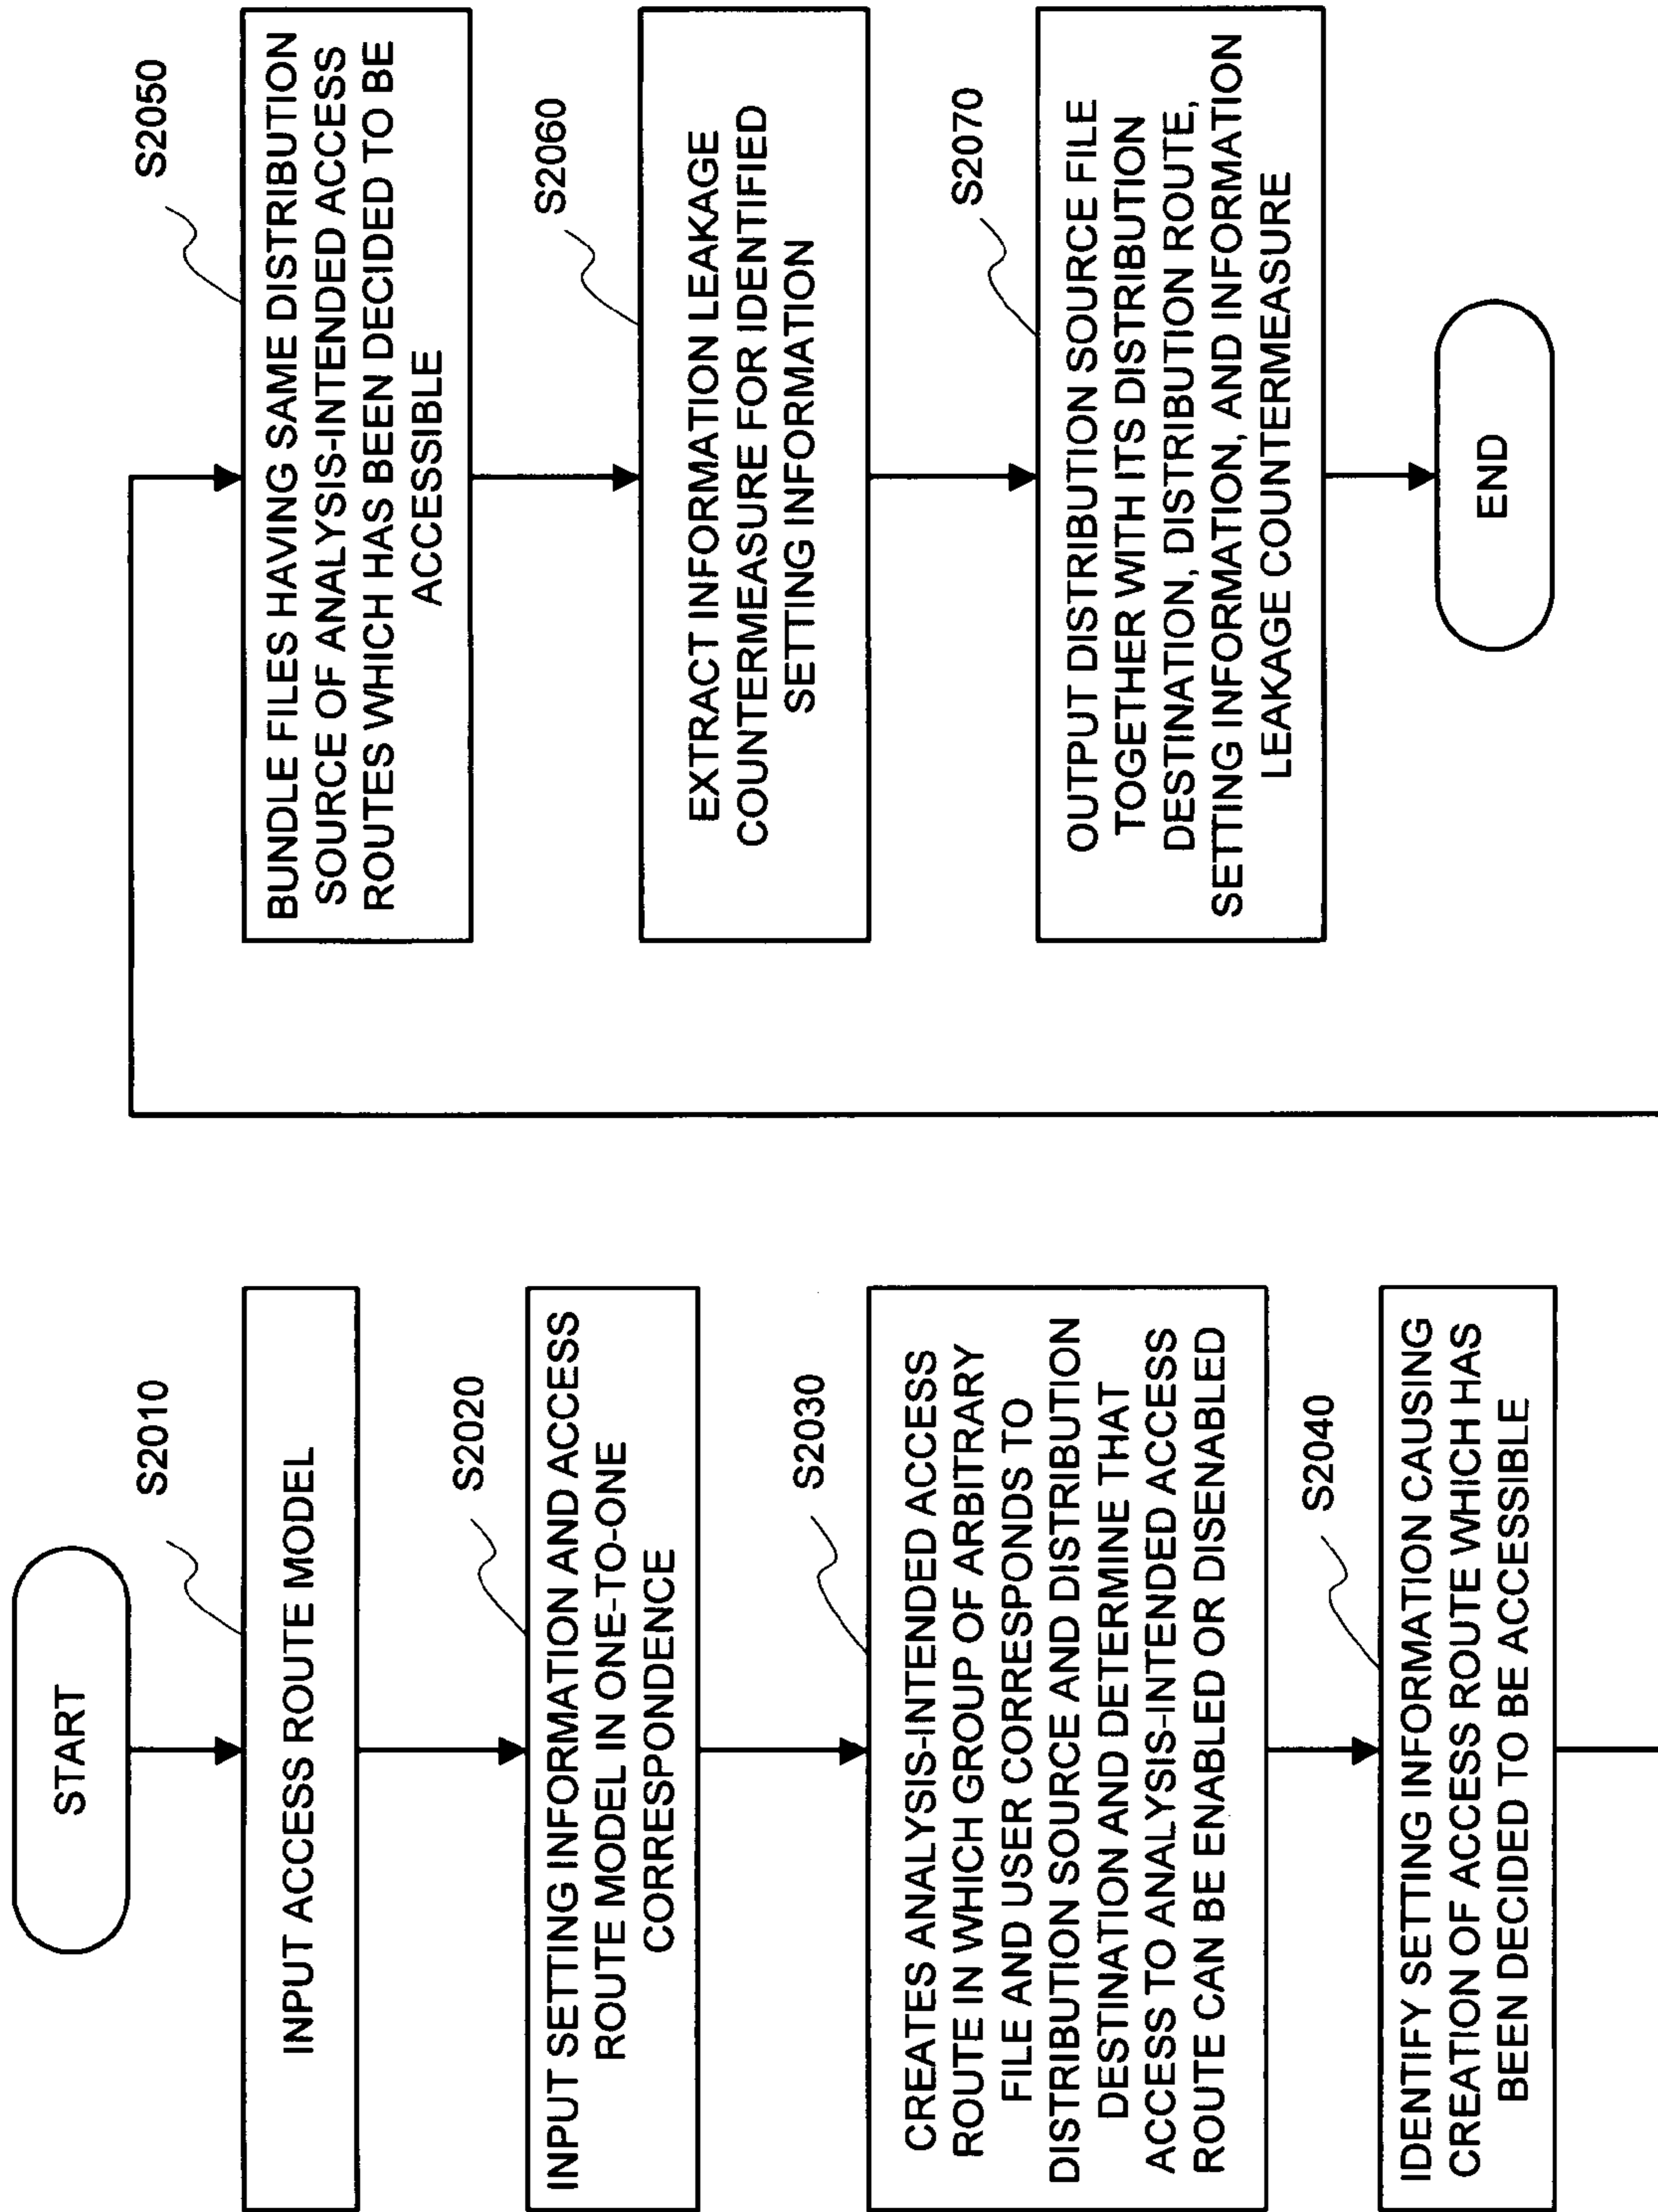 START
S2010
INPUT ACCESS ROUTE MODEL
S2020
INPUT SETTING INFORMATION AND ACCESS
ROUTE MODEL IN ONE-TO-ONE
CORRESPONDENCE
S2030
CREATES ANALYSIS-INTENDED ACCESS
ROUTE IN WHICH GROUP OF ARBITRARY
FILE AND USER CORRESPONDS TO
DISTRIBUTION SOURCE AND DISTRIBUTION
DESTINATION AND DETERMINE THAT
ACCESS TO ANALYSIS-INTENDED ACCESS
ROUTE CAN BE ENABLED OR DISENABLED
S2040
IDENTIFY SETTING INFORMATION CAUSING
CREATION OF ACCESS ROUTE WHICH HAS
BEEN DECIDED TO BE ACCESSIBLE
S2050
BUNDLE FILES HAVING SAME DISTRIBUTION
SOURCE OF ANALYSIS-INTENDED ACCESS
ROUTES WHICH HAS BEEN DECIDED TO BE
ACCESSIBLE
S2060
EXTRACT INFORMATION LEAKAGE
COUNTERMEASURE FOR IDENTIFIED
SETTING INFORMATION
S2070
OUTPUT DISTRIBUTION SOURCE FILE
TOGETHER WITH ITS DISTRIBUTION
DESTINATION, DISTRIBUTION ROUTE,
SETTING INFORMATION, AND INFORMATION
LEAKAGE COUNTERMEASURE
END